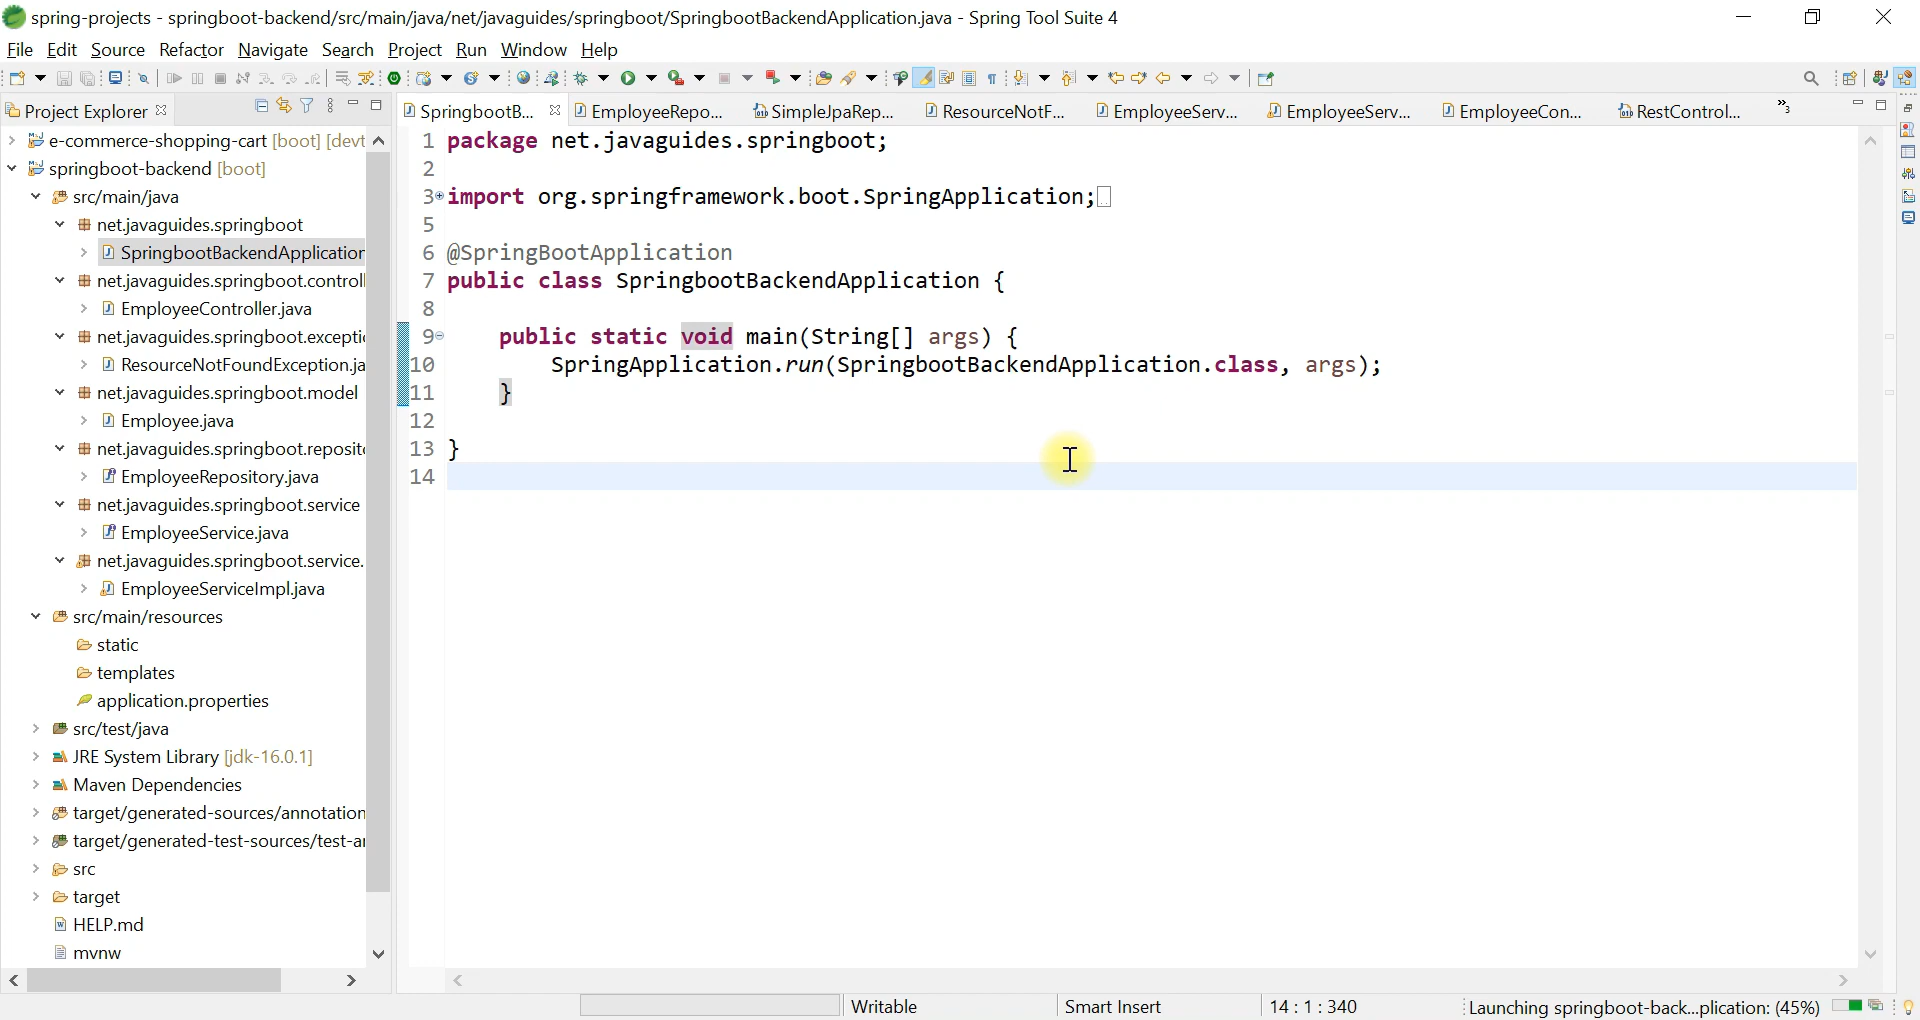 spring-projects - springboot-backend/src/main/java/net/javaguides/springboot/SpringbootBackendApplication.java - Spring Tool Suite 4
File Edit Source Refactor Navigate Search Project Run Window Help
Project Explorer
SpringbootB... EmployeeRepo... SimpleJpaRep... ResourceNotF... EmployeeServ... EmployeeServ... EmployeeCon... RestControl... »3
e-commerce-shopping-cart [boot] [devt
springboot-backend [boot]
src/main/java
net.javaguides.springboot
SpringbootBackendApplication
net.javaguides.springboot.control
EmployeeController.java
net.javaguides.springboot.excepti
ResourceNotFoundException.ja
net.javaguides.springboot.model
Employee.java
net.javaguides.springboot.reposit
EmployeeRepository.java
net.javaguides.springboot.service
EmployeeService.java
net.javaguides.springboot.service.
EmployeeServiceImpl.java
src/main/resources
static
templates
application.properties
src/test/java
JRE System Library [jdk-16.0.1]
Maven Dependencies
target/generated-sources/annotation
target/generated-test-sources/test-a
src
target
HELP.md
mvnw
1 package net.javaguides.springboot;
2
3 import org.springframework.boot.SpringApplication;
5
6 @SpringBootApplication
7 public class SpringbootBackendApplication {
8
9 public static void main(String[] args) {
10 SpringApplication.run(SpringbootBackendApplication.class, args);
11 }
12
13 }
14
Writable Smart Insert 14 : 1 : 340 Launching springboot-back...plication: (45%)